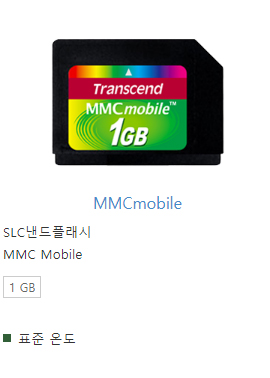 Transcend
MMCmobile™
1GB
MMCmobile
SLC낸드플래시
MMC Mobile
1 GB
표준 온도